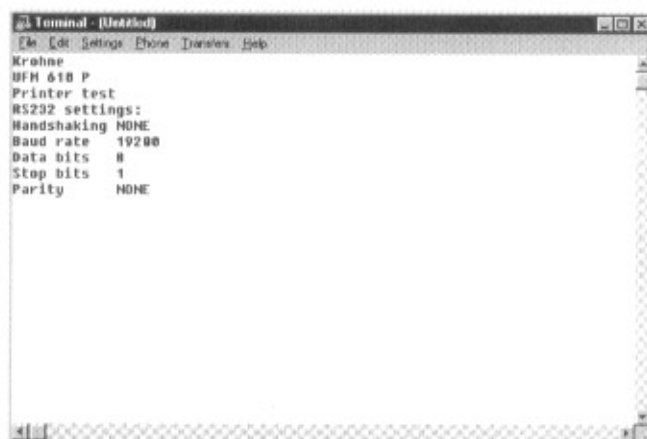 Terminal - (Untitled)
File Edit Settings Phone Transfers Help
Krohne
UFM 610 P
Printer test
RS232 settings:
Handshaking NONE
Baud rate 19200
Data bits 8
Stop bits 1
Parity NONE